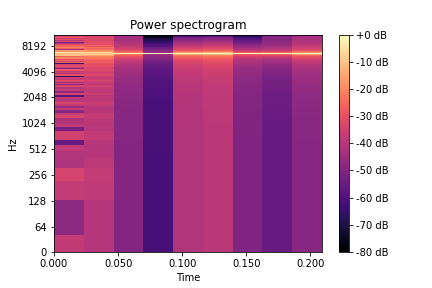 Power spectrogram
Hz
8192
4096
2048
1024
512
256
128
64
0
0.000 0.050 0.100 0.150 0.200
Time
+0 dB
-10 dB
-20 dB
-30 dB
-40 dB
-50 dB
-60 dB
-70 dB
-80 dB